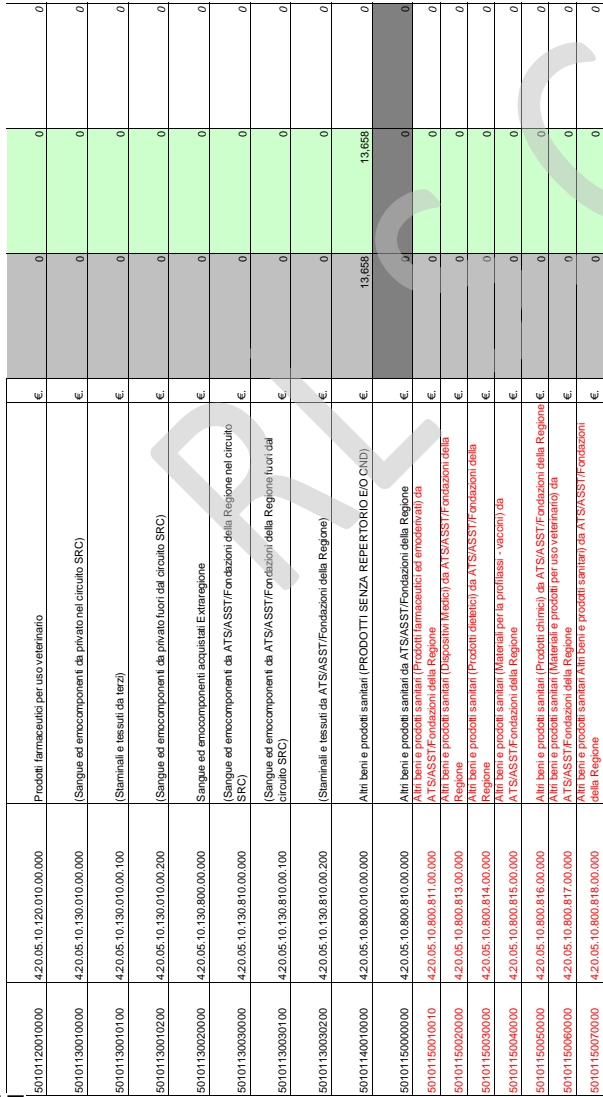 50101120010000 4.20.05.10.120.010.00.000 Prodotti farmaceutici per uso veterinario €. 0 0 0
50101130010000 4.20.05.10.130.010.00.000 (Sangue ed emocomponenti da privato nel circuito SRC) €. 0 0 0
50101130010100 4.20.05.10.130.010.00.100 (Staminali e tessuti da terzi) €. 0 0 0
50101130010200 4.20.05.10.130.010.00.200 (Sangue ed emocomponenti da privato fuori dal circuito SRC) €. 0 0 0
50101130020000 4.20.05.10.130.800.00.000 Sangue ed emocomponenti acquistati Extraregione €. 0 0 0
50101130030000 4.20.05.10.130.810.00.000 (Sangue ed emocomponenti da ATS/ASST/Fondazioni della Regione nel circuito
SRC) €. 0 0 0
50101130030100 4.20.05.10.130.810.00.100 (Sangue ed emocomponenti da ATS/ASST/Fondazioni della Regione fuori dal
circuito SRC) €. 0 0 0
50101130030200 4.20.05.10.130.810.00.200 (Staminali e tessuti da ATS/ASST/Fondazioni della Regione) €. 0 0 0
50101140010000 4.20.05.10.800.010.00.000 Altri beni e prodotti sanitari (PRODOTTI SENZA REPERTORIO E/O CND) €. 13,658 13,658 0
50101150000000 4.20.05.10.800.810.00.000 Altri beni e prodotti sanitari da ATS/ASST/Fondazioni della Regione €. 0 0 0
50101150010010 4.20.05.10.800.811.00.000 Altri beni e prodotti sanitari (Prodotti farmaceutici ed emoderivati) da
ATS/ASST/Fondazioni della Regione €. 0 0 0
50101150020000 4.20.05.10.800.813.00.000 Altri beni e prodotti sanitari (Dispositivi Medici) da ATS/ASST/Fondazioni della
Regione €. 0 0 0
50101150030000 4.20.05.10.800.814.00.000 Altri beni e prodotti sanitari (Prodotti dietetici) da ATS/ASST/Fondazioni della
Regione €. 0 0 0
50101150040000 4.20.05.10.800.815.00.000 Altri beni e prodotti sanitari (Materiali per la profilassi - vaccini) da
ATS/ASST/Fondazioni della Regione €. 0 0 0
50101150050000 4.20.05.10.800.816.00.000 Altri beni e prodotti sanitari (Prodotti chimici) da ATS/ASST/Fondazioni della Regione €. 0 0 0
50101150060000 4.20.05.10.800.817.00.000 Altri beni e prodotti sanitari (Materiali e prodotti per uso veterinario) da
ATS/ASST/Fondazioni della Regione €. 0 0 0
50101150070000 4.20.05.10.800.818.00.000 Altri beni e prodotti sanitari Altri beni e prodotti sanitari) da ATS/ASST/Fondazioni
della Regione €. 0 0 0